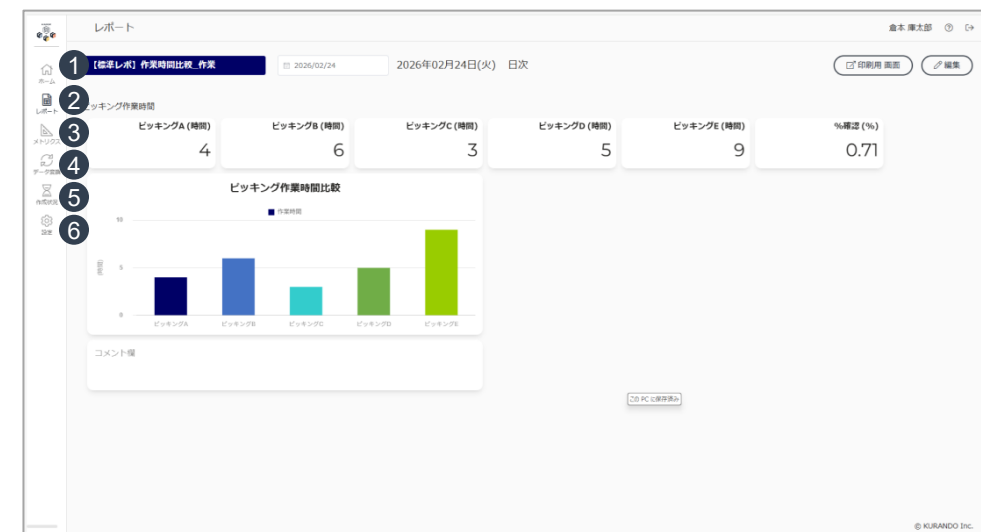 レポート
倉本 庫太郎
1
【標準レポ】作業時間比較_作業
2026/02/24
2026年02月24日(火) 日次
印刷用 画面
編集
ホーム
2
レポート
ピッキング作業時間
3
メトリクス
4
5
6
設定
ピッキングA (時間)
4
ピッキングB (時間)
6
ピッキングC (時間)
3
ピッキングD (時間)
5
ピッキングE (時間)
9
%確認 (%)
0.71
ピッキング作業時間比較
作業時間
10
(時間)
5
0
ピッキングA
ピッキングB
ピッキングC
ピッキングD
ピッキングE
コメント欄
この PC に保存済み
© KURANDO Inc.